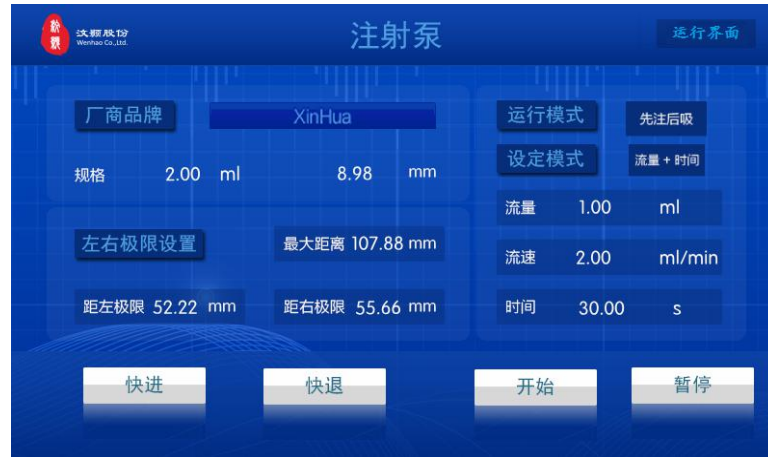 汶颢
汶颢股份
Wenhao Co.,Ltd.
注射泵
运行界面
厂商品牌
XinHua
规格 2.00 ml 8.98 mm
左右极限设置
最大距离 107.88 mm
距左极限 52.22 mm
距右极限 55.66 mm
运行模式
先注后吸
设定模式
流量 + 时间
流量 1.00 ml
流速 2.00 ml/min
时间 30.00 s
快进
快退
开始
暂停